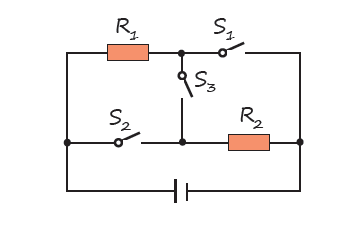 R₁ S₁
S₃
S₂ R₂